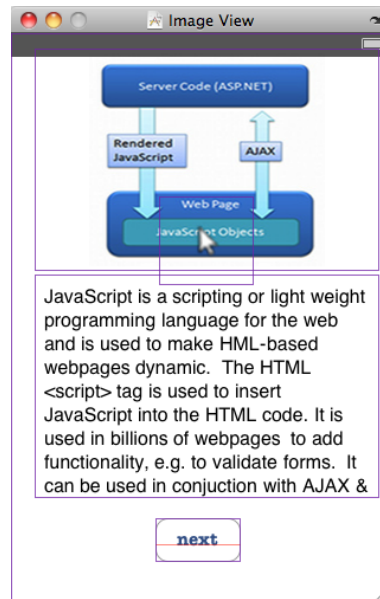 Image View
Server Code (ASP.NET)
Rendered
JavaScript
AJAX
Web Page
JavaScript Objects
JavaScript is a scripting or light weight
programming language for the web
and is used to make HML-based
webpages dynamic.  The HTML
<script> tag is used to insert
JavaScript into the HTML code. It is
used in billions of webpages  to add
functionality, e.g. to validate forms.  It
can be used in conjuction with AJAX &
next